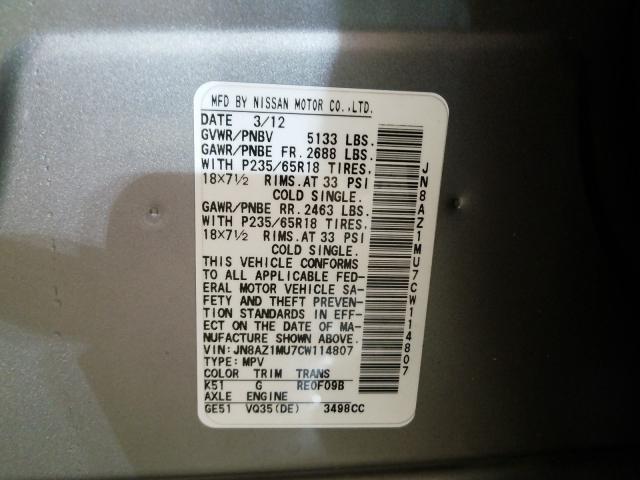 MFD BY NISSAN MOTOR CO.,LTD.
DATE 3/12
GVWR/PNBV 5133 LBS.
GAWR/PNBE FR. 2688 LBS.
WITH P235/65R18 TIRES,
18×7½ RIMS.AT 33 PSI
COLD SINGLE.
GAWR/PNBE RR. 2463 LBS.
WITH P235/65R18 TIRES,
18×7½ RIMS.AT 33 PSI
COLD SINGLE.
THIS VEHICLE CONFORMS
TO ALL APPLICABLE FED-
ERAL MOTOR VEHICLE SA-
FETY AND THEFT PREVEN-
TION STANDARDS IN EFF-
ECT ON THE DATE OF MA-
NUFACTURE SHOWN ABOVE.
VIN: JN8AZ1MU7CW114807
TYPE: MPV
COLOR TRIM TRANS
K51 G RE0F09B
AXLE ENGINE
GE51 VQ35(DE) 3498CC
JN8AZ1MU7CW114807